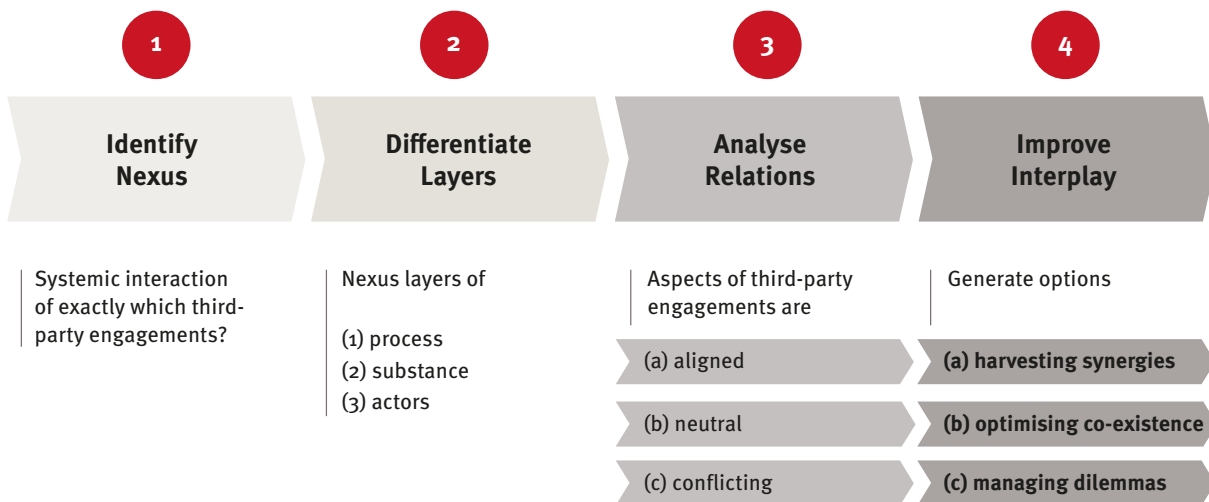 1
Identify
Nexus
Systemic interaction
of exactly which third-
party engagements?
2
Differentiate
Layers
Nexus layers of
(1) process
(2) substance
(3) actors
3
Analyse
Relations
Aspects of third-party
engagements are
(a) aligned
(b) neutral
(c) conflicting
4
Improve
Interplay
Generate options
(a) harvesting synergies
(b) optimising co-existence
(c) managing dilemmas